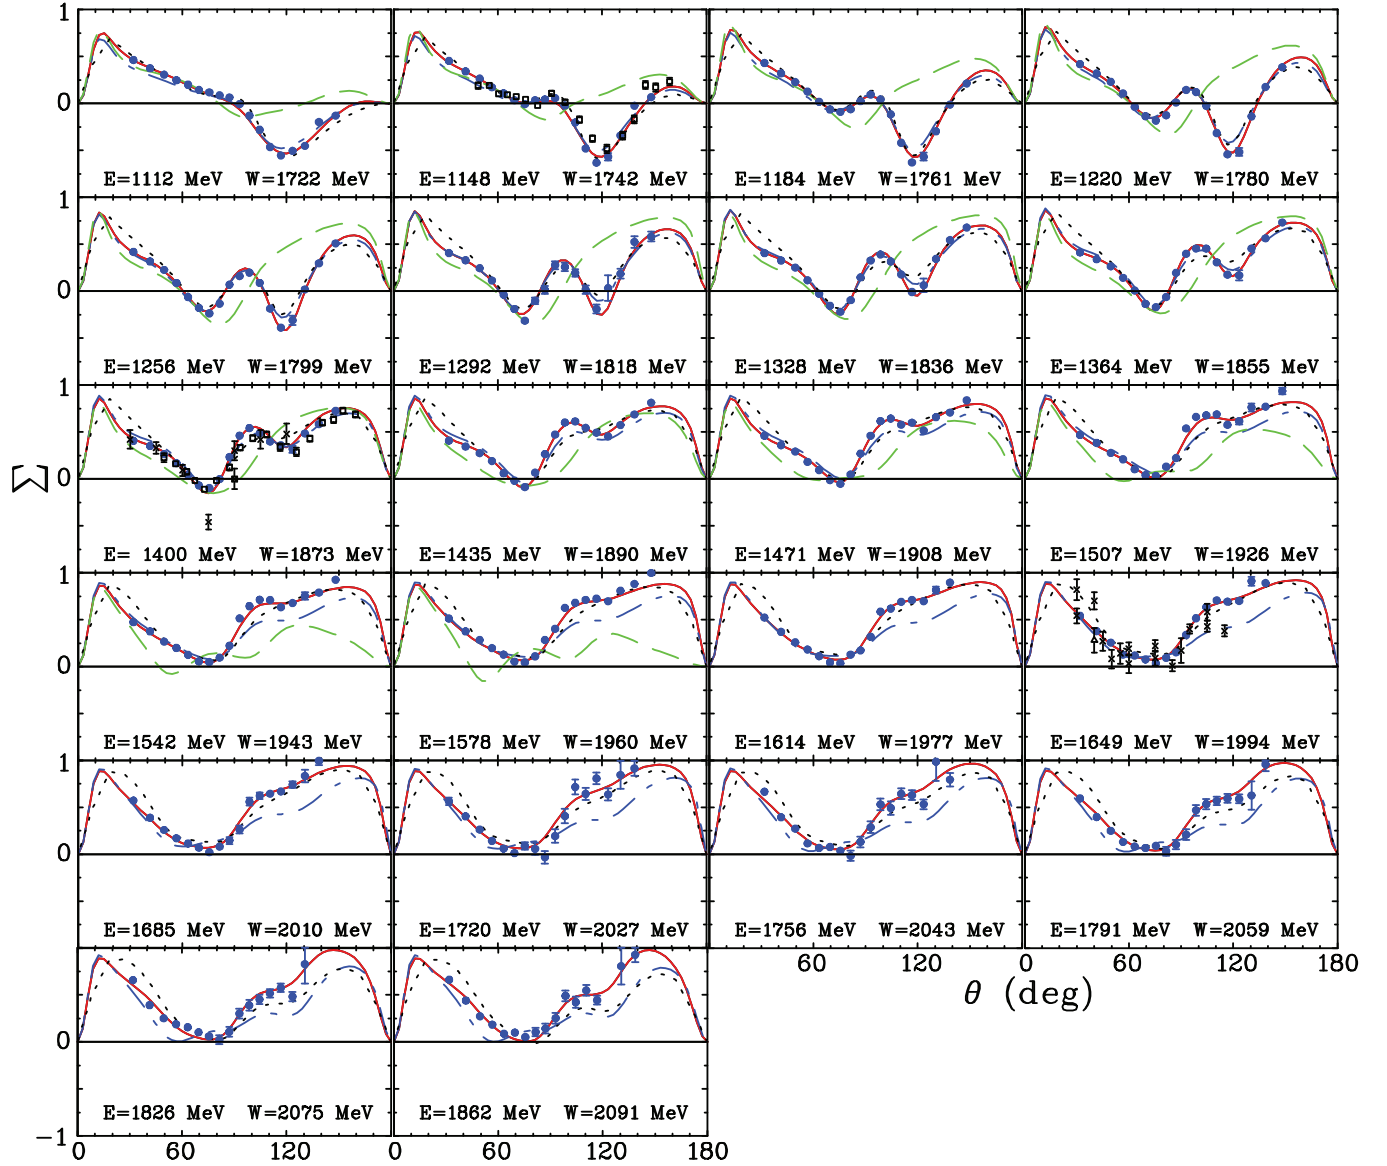 1
E=1112 MeV W=1722 MeV
E=1148 MeV W=1742 MeV
E=1184 MeV W=1761 MeV
E=1220 MeV W=1780 MeV
0
1
E=1256 MeV W=1799 MeV
E=1292 MeV W=1818 MeV
E=1328 MeV W=1836 MeV
E=1364 MeV W=1855 MeV
0
1
E= 1400 MeV W=1873 MeV
E=1435 MeV W=1890 MeV
E=1471 MeV W=1908 MeV
E=1507 MeV W=1926 MeV
0
Σ
1
E=1542 MeV W=1943 MeV
E=1578 MeV W=1960 MeV
E=1614 MeV W=1977 MeV
E=1649 MeV W=1994 MeV
0
1
E=1685 MeV W=2010 MeV
E=1720 MeV W=2027 MeV
E=1756 MeV W=2043 MeV
E=1791 MeV W=2059 MeV
0
60 120 60 120 180
θ (deg)
0
E=1826 MeV W=2075 MeV
E=1862 MeV W=2091 MeV
−1
0 60 120 0 60 120 180